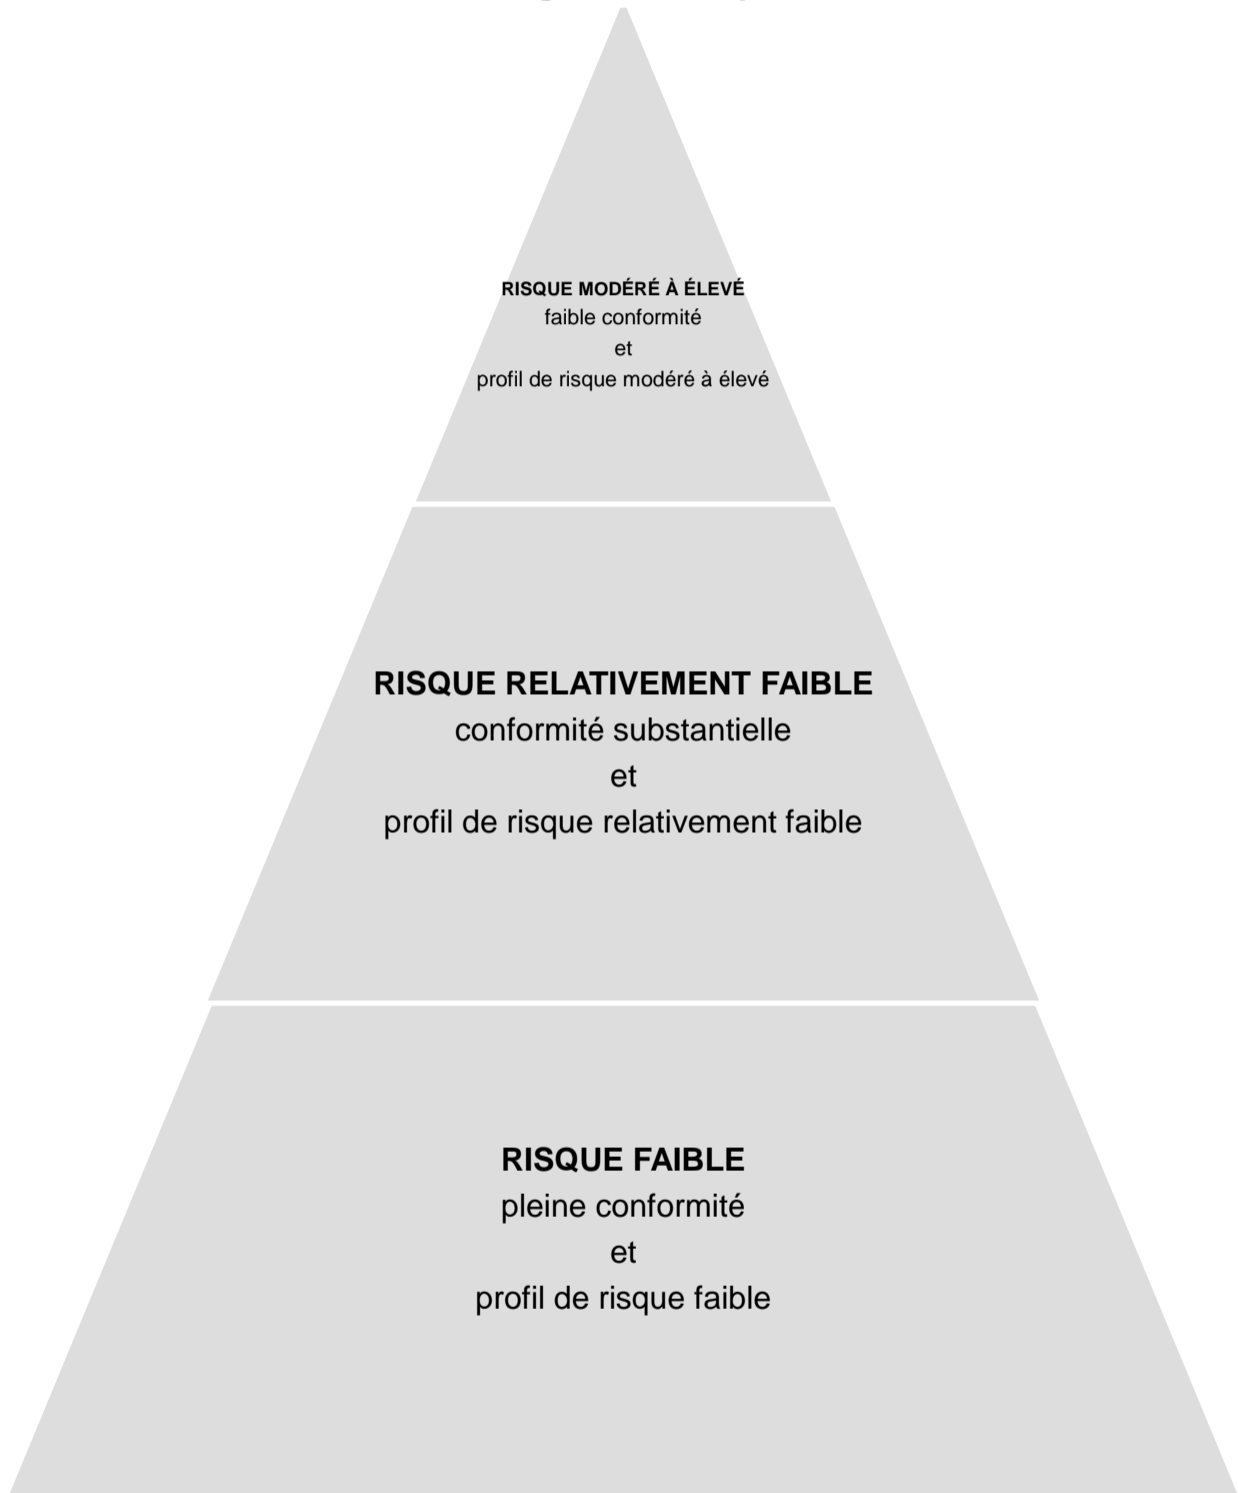 RISQUE MODÉRÉ À ÉLEVÉ
faible conformité
et
profil de risque modéré à élevé
RISQUE RELATIVEMENT FAIBLE
conformité substantielle
et
profil de risque relativement faible
RISQUE FAIBLE
pleine conformité
et
profil de risque faible